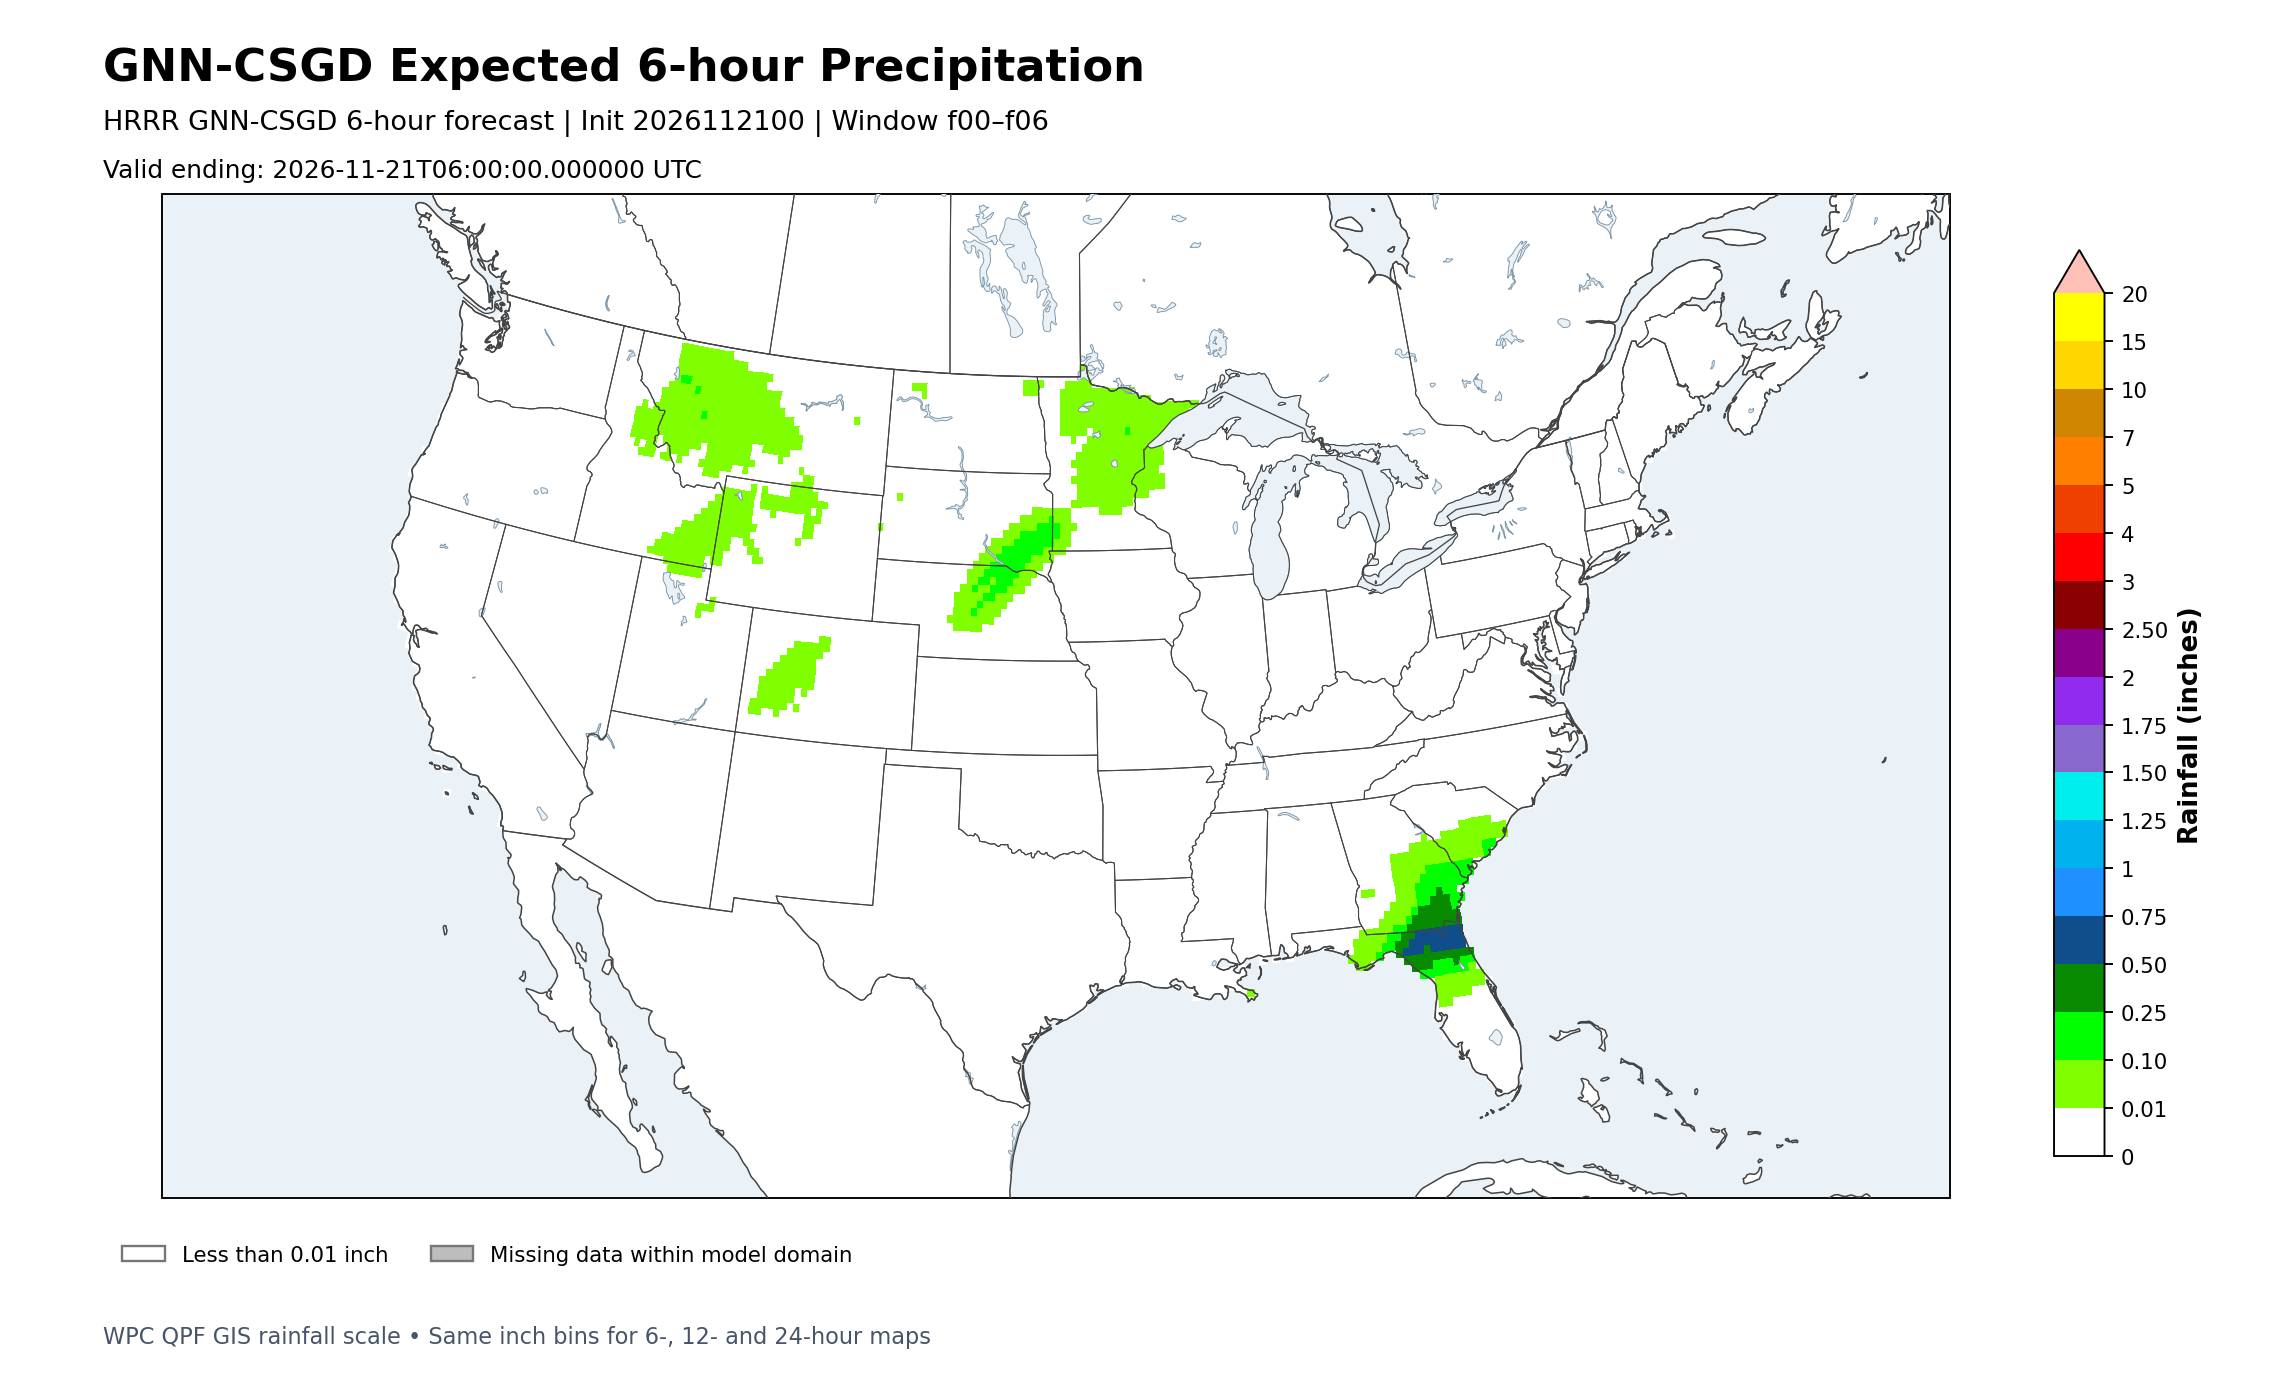 GNN-CSGD Expected 6-hour Precipitation
HRRR GNN-CSGD 6-hour forecast | Init 2026112100 | Window f00–f06
Valid ending: 2026-11-21T06:00:00.000000 UTC
20
15
10
7
5
4
3
2.50
2
1.75
1.50
1.25
1
0.75
0.50
0.25
0.10
0.01
0
Rainfall (inches)
Less than 0.01 inch
Missing data within model domain
WPC QPF GIS rainfall scale • Same inch bins for 6-, 12- and 24-hour maps